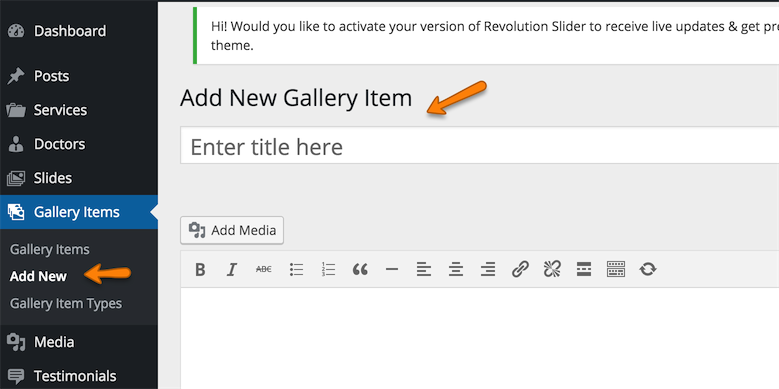 Dashboard
Posts
Services
Doctors
Slides
Gallery Items
Gallery Items
Add New
Gallery Item Types
Media
Testimonials
Hi! Would you like to activate your version of Revolution Slider to receive live updates & get
theme.
Add New Gallery Item
Enter title here
Add Media
B I ABC